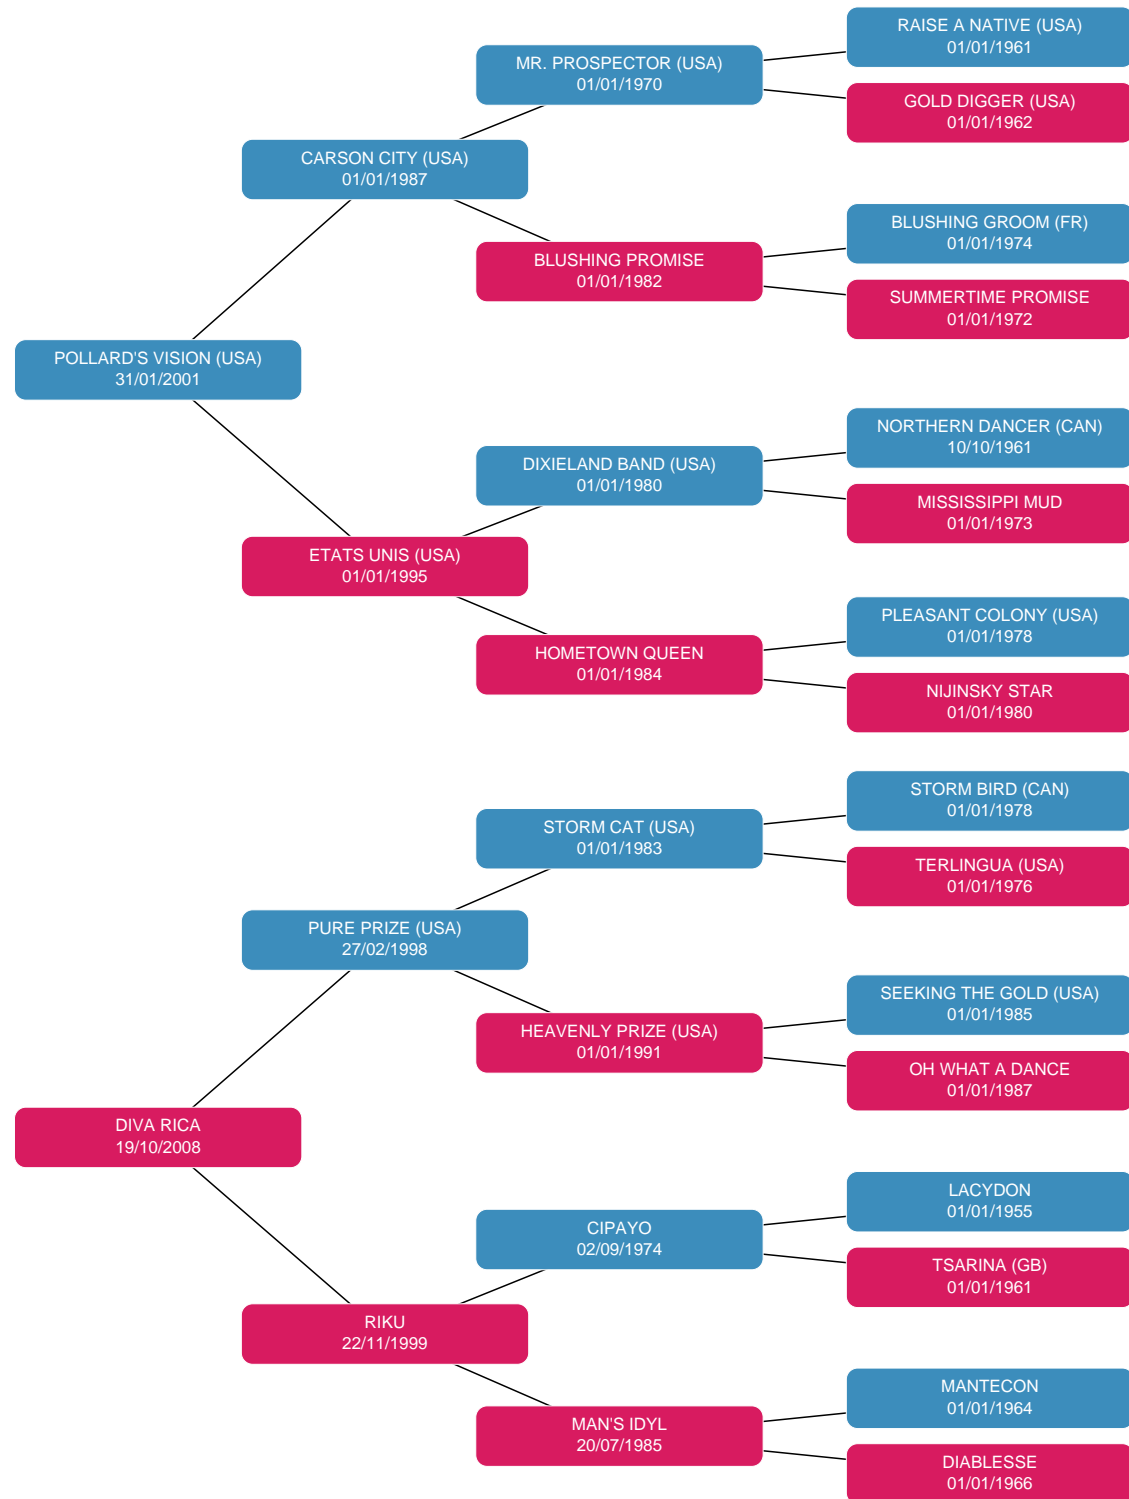 RAISE A NATIVE (USA)
01/01/1961
MR. PROSPECTOR (USA)
01/01/1970
GOLD DIGGER (USA)
01/01/1962
CARSON CITY (USA)
01/01/1987
BLUSHING GROOM (FR)
01/01/1974
BLUSHING PROMISE
01/01/1982
SUMMERTIME PROMISE
01/01/1972
POLLARD'S VISION (USA)
31/01/2001
NORTHERN DANCER (CAN)
10/10/1961
DIXIELAND BAND (USA)
01/01/1980
MISSISSIPPI MUD
01/01/1973
ETATS UNIS (USA)
01/01/1995
PLEASANT COLONY (USA)
01/01/1978
HOMETOWN QUEEN
01/01/1984
NIJINSKY STAR
01/01/1980
STORM BIRD (CAN)
01/01/1978
STORM CAT (USA)
01/01/1983
TERLINGUA (USA)
01/01/1976
PURE PRIZE (USA)
27/02/1998
SEEKING THE GOLD (USA)
01/01/1985
HEAVENLY PRIZE (USA)
01/01/1991
OH WHAT A DANCE
01/01/1987
DIVA RICA
19/10/2008
LACYDON
01/01/1955
CIPAYO
02/09/1974
TSARINA (GB)
01/01/1961
RIKU
22/11/1999
MANTECON
01/01/1964
MAN'S IDYL
20/07/1985
DIABLESSE
01/01/1966